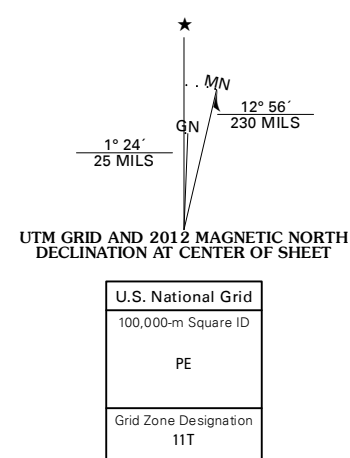 ★
MN
GN
12° 56´
230 MILS
1° 24´
25 MILS
UTM GRID AND 2012 MAGNETIC NORTH
DECLINATION AT CENTER OF SHEET
U.S. National Grid
100,000-m Square ID
PE
Grid Zone Designation
11T